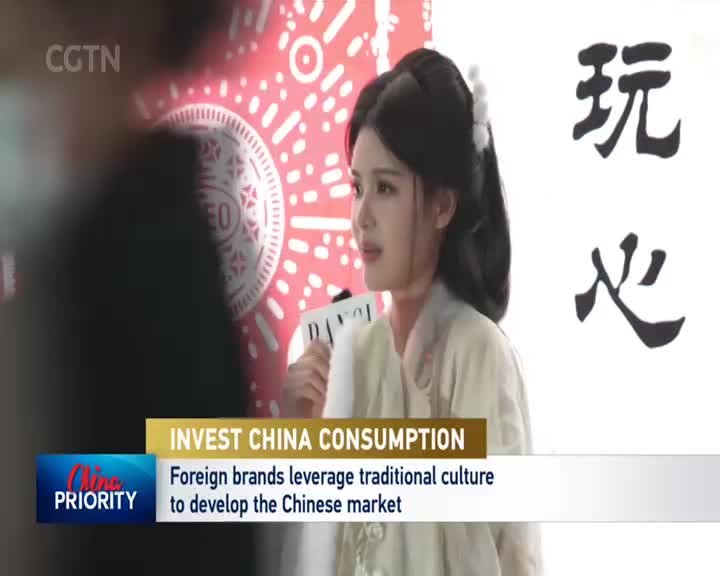 CGTN
玩
心
INVEST CHINA CONSUMPTION
Foreign brands leverage traditional culture
to develop the Chinese market
China
PRIORITY